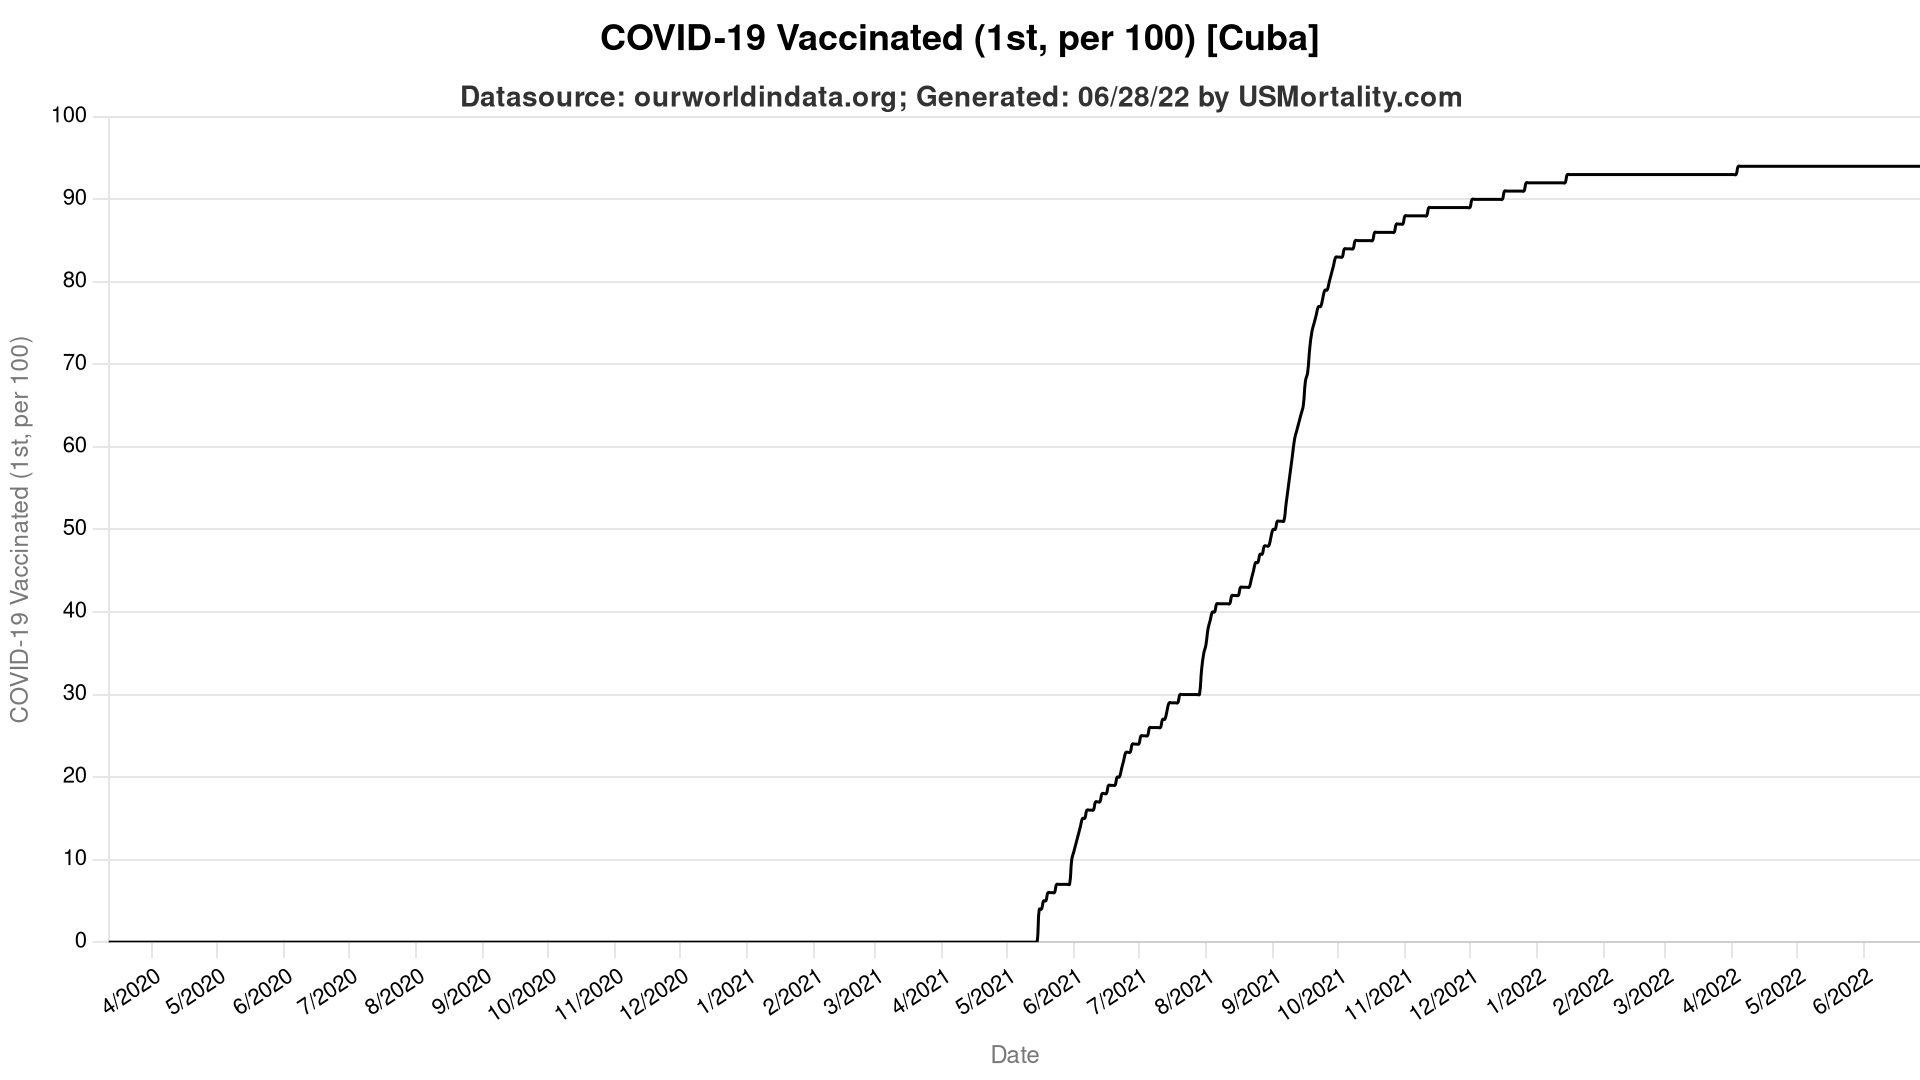 COVID-19 Vaccinated (1st, per 100) [Cuba]
Datasource: ourworldindata.org; Generated: 06/28/22 by USMortality.com
COVID-19 Vaccinated (1st, per 100)
100
90
80
70
60
50
40
30
20
10
0
4/2020 5/2020 6/2020 7/2020 8/2020 9/2020 10/2020 11/2020 12/2020 1/2021 2/2021 3/2021 4/2021 5/2021 6/2021 7/2021 8/2021 9/2021 10/2021 11/2021 12/2021 1/2022 2/2022 3/2022 4/2022 5/2022 6/2022
Date